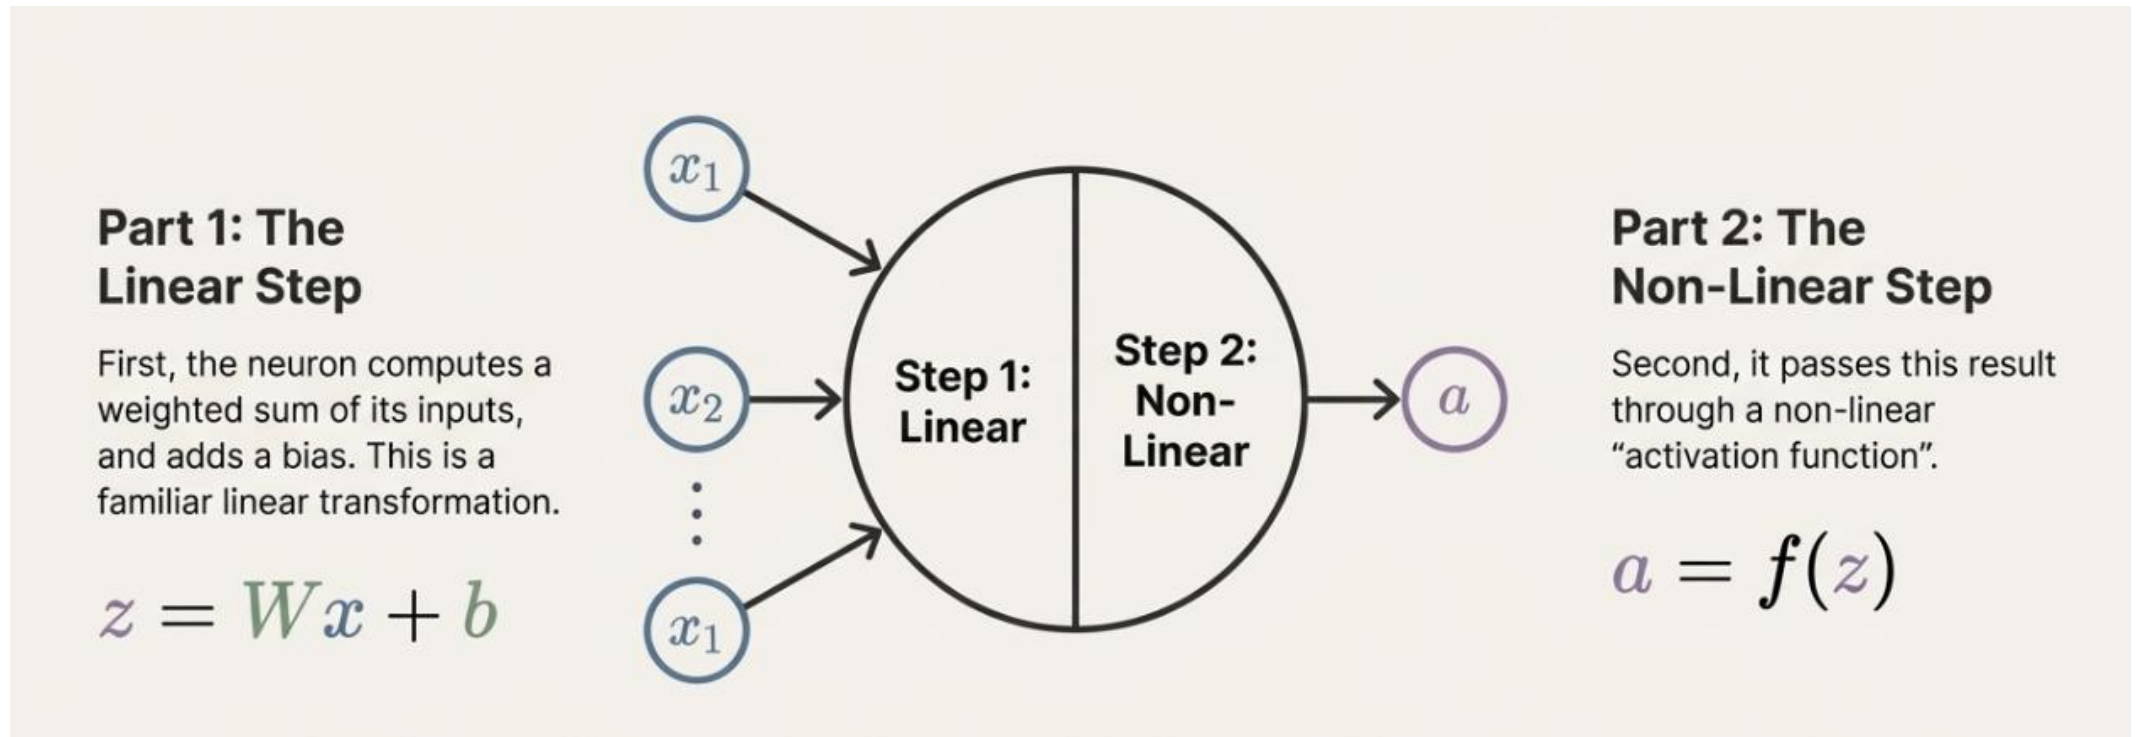 Part 1: The
Linear Step
First, the neuron computes a
weighted sum of its inputs,
and adds a bias. This is a
familiar linear transformation.
z = Wx + b
x₁
x₂
⋮
x₁
Step 1:
Linear
Step 2:
Non-
Linear
a
Part 2: The
Non-Linear Step
Second, it passes this result
through a non-linear
“activation function”.
a = f(z)